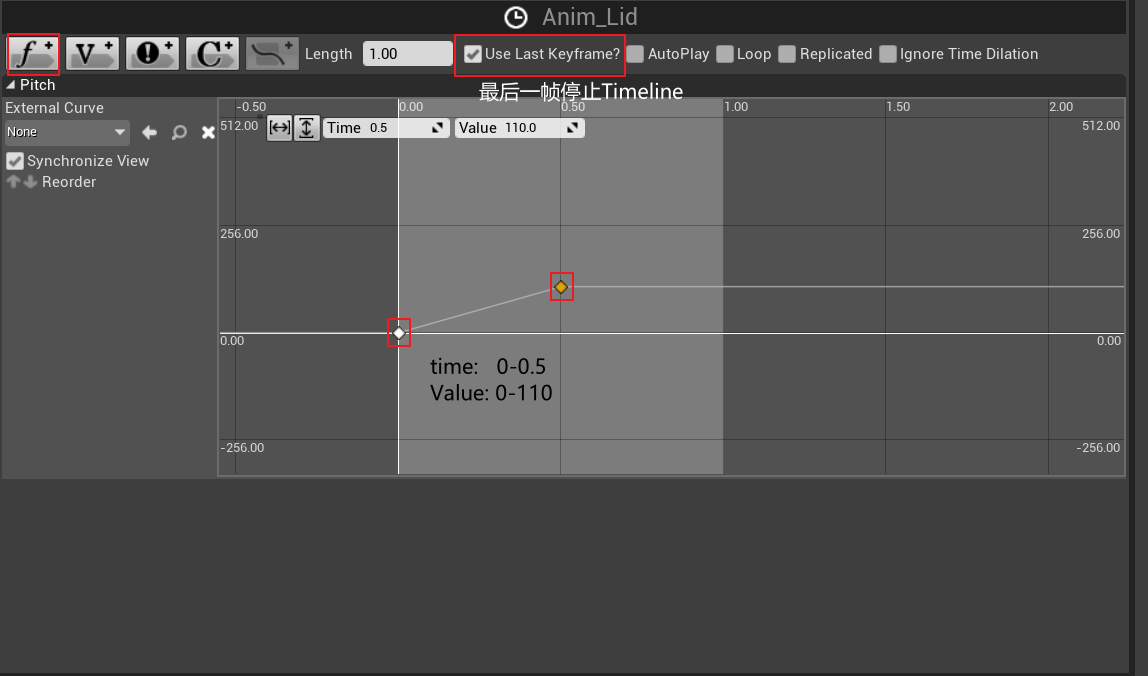 Anim_Lid
f V ! C Length 1.00 Use Last Keyframe? AutoPlay Loop Replicated Ignore Time Dilation
Pitch
最后一帧停止Timeline
External Curve
-0.50 0.00 0.50 1.00 1.50 2.00
None
512.00 Time 0.5 Value 110.0 512.00
Synchronize View
Reorder
256.00 256.00
0.00 0.00
time: 0-0.5
Value: 0-110
-256.00 -256.00